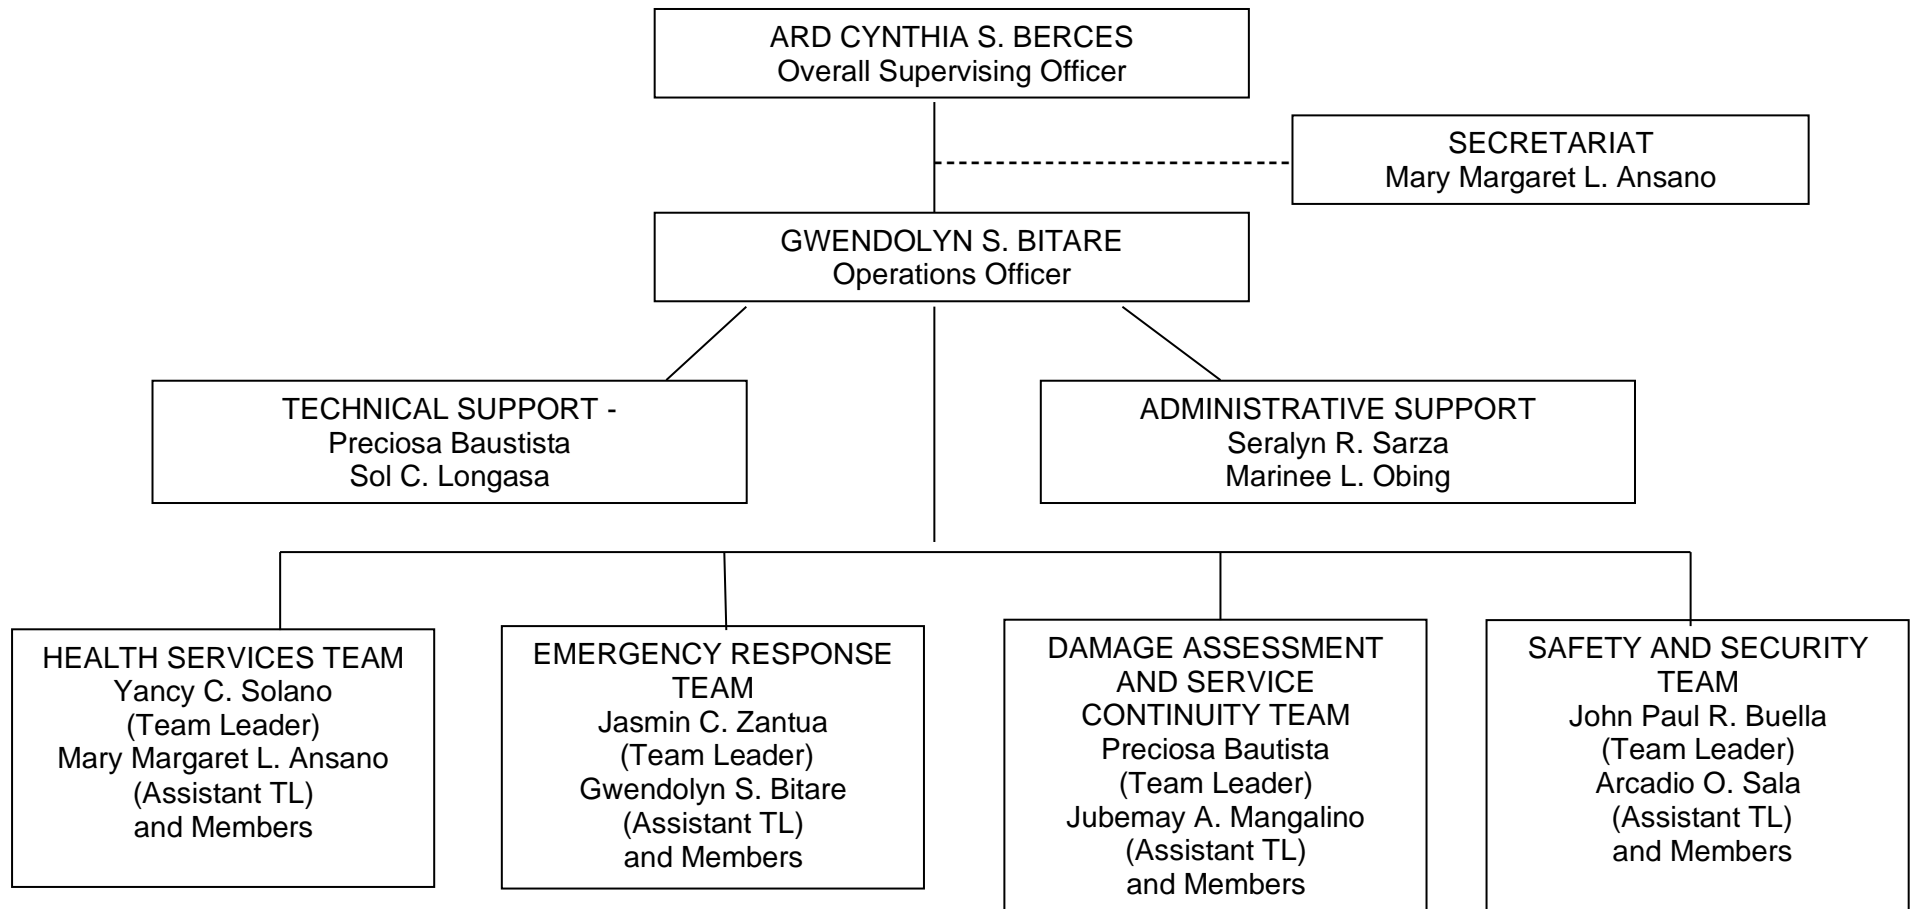 ARD CYNTHIA S. BERCES
Overall Supervising Officer
SECRETARIAT
Mary Margaret L. Ansano
GWENDOLYN S. BITARE
Operations Officer
TECHNICAL SUPPORT -
Preciosa Baustista
Sol C. Longasa
ADMINISTRATIVE SUPPORT
Seralyn R. Sarza
Marinee L. Obing
HEALTH SERVICES TEAM
Yancy C. Solano
(Team Leader)
Mary Margaret L. Ansano
(Assistant TL)
and Members
EMERGENCY RESPONSE
TEAM
Jasmin C. Zantua
(Team Leader)
Gwendolyn S. Bitare
(Assistant TL)
and Members
DAMAGE ASSESSMENT
AND SERVICE
CONTINUITY TEAM
Preciosa Bautista
(Team Leader)
Jubemay A. Mangalino
(Assistant TL)
and Members
SAFETY AND SECURITY
TEAM
John Paul R. Buella
(Team Leader)
Arcadio O. Sala
(Assistant TL)
and Members